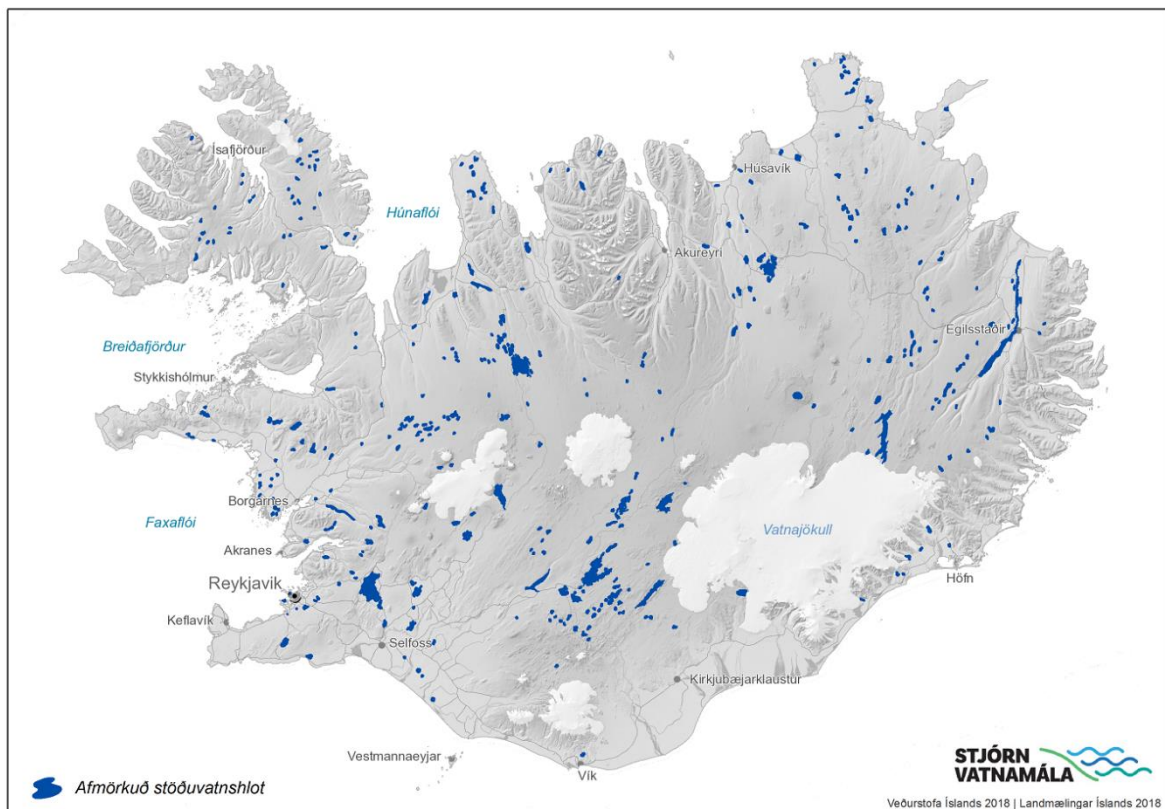 Ísafjörður
Húsavík
Húnaflói
Akureyri
Egilsstaðir
Breiðafjörður
Stykkishólmur
Borgarnes
Faxaflói
Vatnajökull
Akranes
Höfn
Reykjavik
Keflavík
Selfoss
Kirkjubæjarklaustur
Vestmannaeyjar
Vík
STJÓRN
VATNAMÁLA
Afmörkuð stöðuvatnshlot
Veðurstofa Íslands 2018 | Landmælingar Íslands 2018